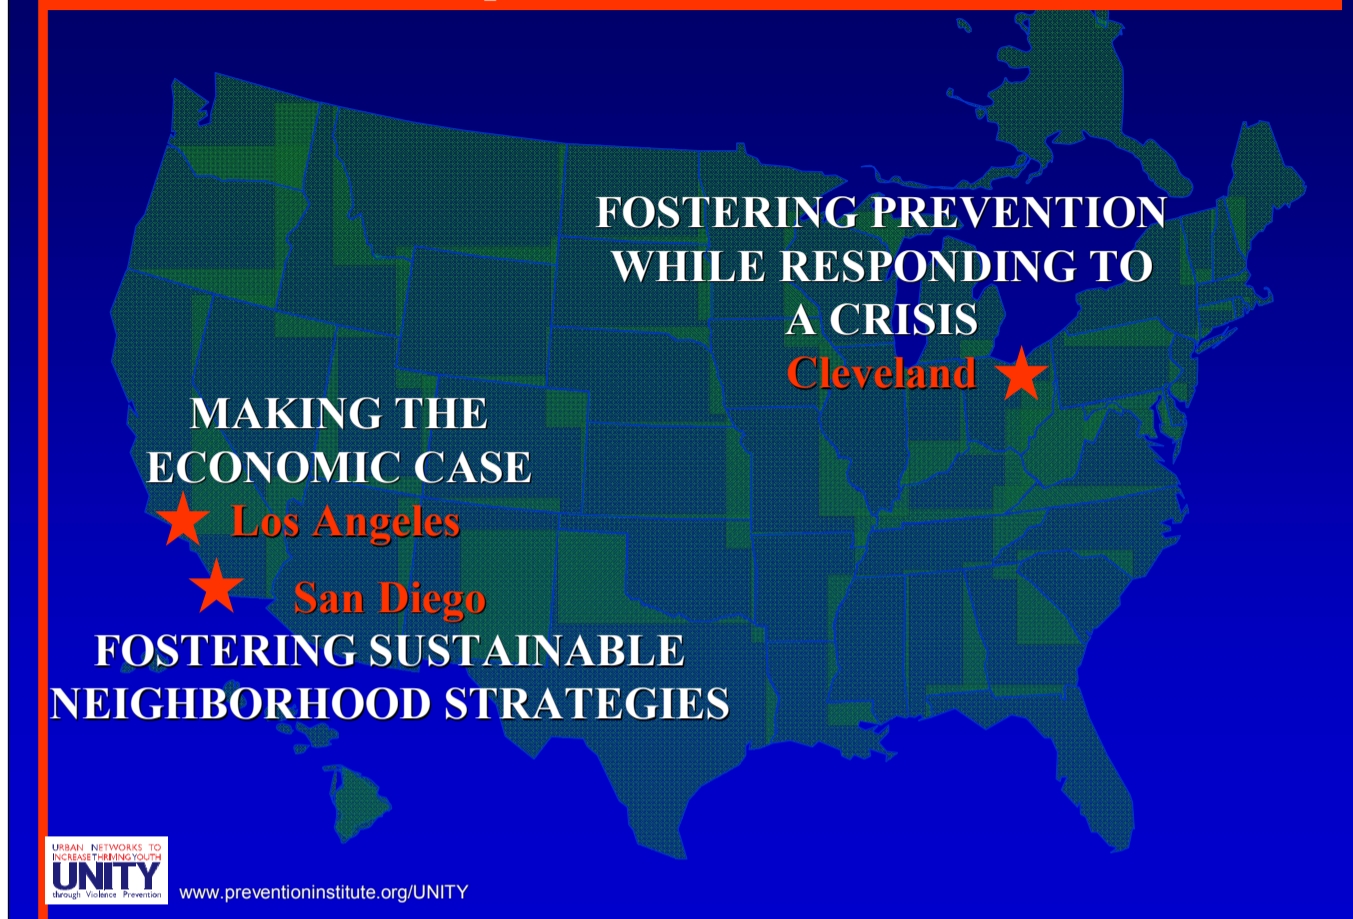 FOSTERING PREVENTION
WHILE RESPONDING TO
A CRISIS
Cleveland
MAKING THE
ECONOMIC CASE
Los Angeles
San Diego
FOSTERING SUSTAINABLE
NEIGHBORHOOD STRATEGIES
URBAN NETWORKS TO
INCREASE THRIVING YOUTH
UNITY
through Violence Prevention
www.preventioninstitute.org/UNITY